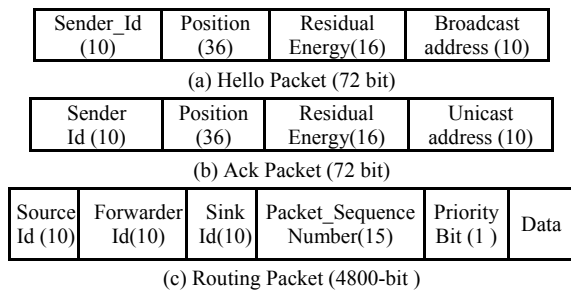 Sender_Id (10) Position (36) Residual Energy(16) Broadcast address (10)
(a) Hello Packet (72 bit)
Sender Id (10) Position (36) Residual Energy(16) Unicast address (10)
(b) Ack Packet (72 bit)
Source Id (10) Forwarder Id(10) Sink Id(10) Packet_Sequence Number(15) Priority Bit (1 ) Data
(c) Routing Packet (4800-bit )